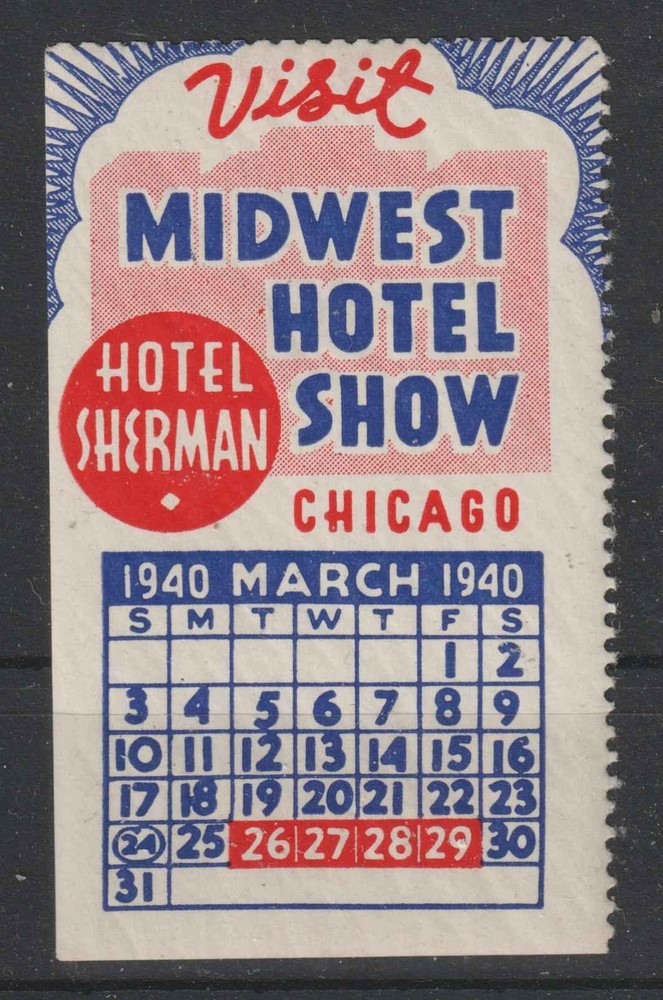 Visit
MIDWEST
HOTEL
SHOW
HOTEL
SHERMAN
CHICAGO
1940 MARCH 1940
S M T W T F S
1 2
3 4 5 6 7 8 9
10 11 12 13 14 15 16
17 18 19 20 21 22 23
24 25 26 27 28 29 30
31